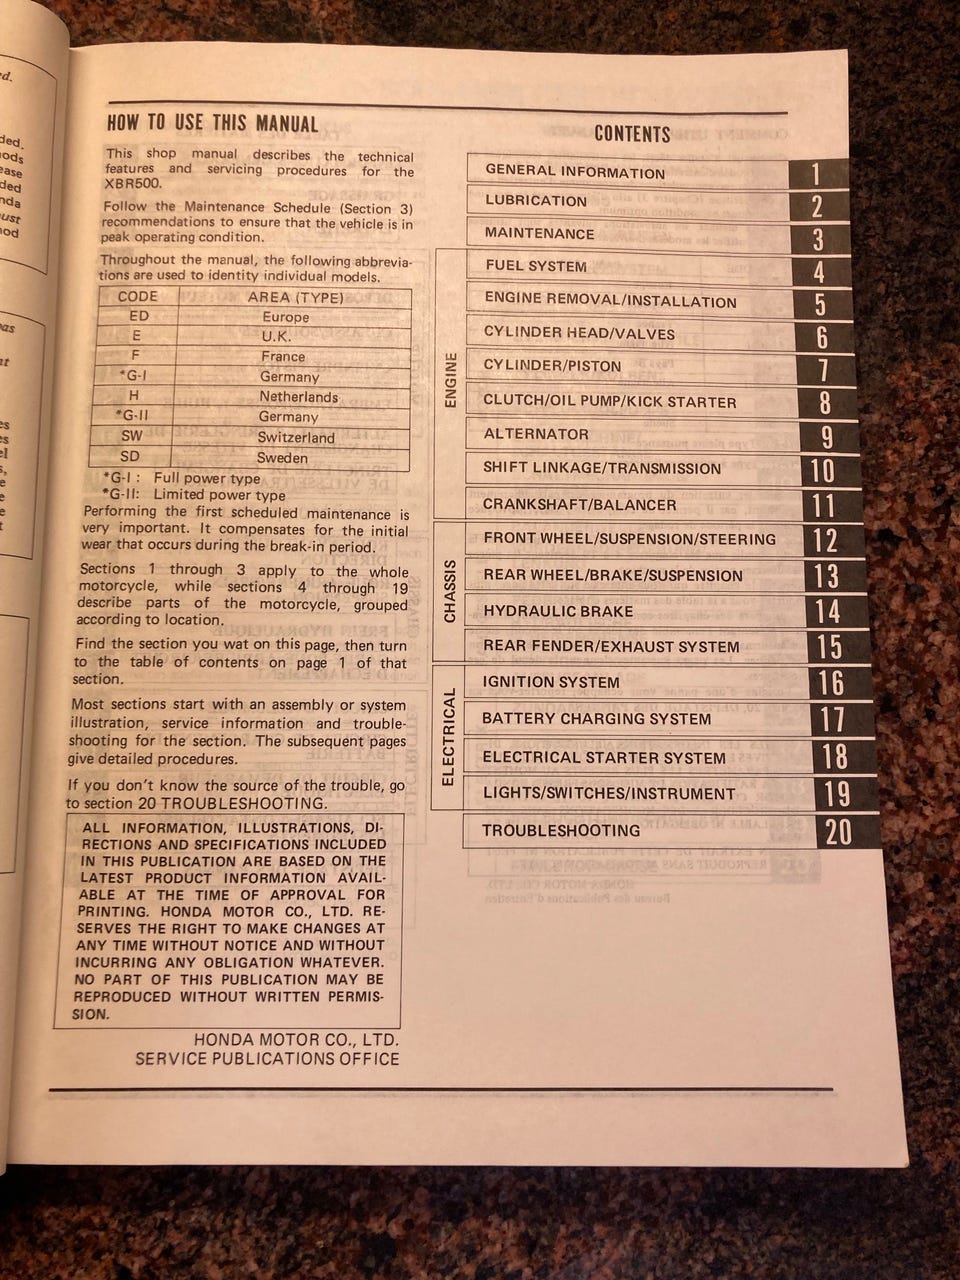 ed.
ded.
ods
ease
ded
nda
ust
nod
as
nt
es
es
el
s,
e
e
e
t
HOW TO USE THIS MANUAL
This shop manual describes the technical
features and servicing procedures for the
XBR500.
Follow the Maintenance Schedule (Section 3)
recommendations to ensure that the vehicle is in
peak operating condition.
Throughout the manual, the following abbrevia-
tions are used to identity individual models.
CODE AREA (TYPE)
ED Europe
E U.K.
F France
*G-I Germany
H Netherlands
*G-II Germany
SW Switzerland
SD Sweden
*G-I : Full power type
*G-II: Limited power type
Performing the first scheduled maintenance is
very important. It compensates for the initial
wear that occurs during the break-in period.
Sections 1 through 3 apply to the whole
motorcycle, while sections 4 through 19
describe parts of the motorcycle, grouped
according to location.
Find the section you wat on this page, then turn
to the table of contents on page 1 of that
section.
Most sections start with an assembly or system
illustration, service information and trouble-
shooting for the section. The subsequent pages
give detailed procedures.
If you don't know the source of the trouble, go
to section 20 TROUBLESHOOTING.
ALL INFORMATION, ILLUSTRATIONS, DI-
RECTIONS AND SPECIFICATIONS INCLUDED
IN THIS PUBLICATION ARE BASED ON THE
LATEST PRODUCT INFORMATION AVAIL-
ABLE AT THE TIME OF APPROVAL FOR
PRINTING. HONDA MOTOR CO., LTD. RE-
SERVES THE RIGHT TO MAKE CHANGES AT
ANY TIME WITHOUT NOTICE AND WITHOUT
INCURRING ANY OBLIGATION WHATEVER.
NO PART OF THIS PUBLICATION MAY BE
REPRODUCED WITHOUT WRITTEN PERMIS-
SION.
HONDA MOTOR CO., LTD.
SERVICE PUBLICATIONS OFFICE
CONTENTS
GENERAL INFORMATION 1
LUBRICATION 2
MAINTENANCE 3
ENGINE
FUEL SYSTEM 4
ENGINE REMOVAL/INSTALLATION 5
CYLINDER HEAD/VALVES 6
CYLINDER/PISTON 7
CLUTCH/OIL PUMP/KICK STARTER 8
ALTERNATOR 9
SHIFT LINKAGE/TRANSMISSION 10
CRANKSHAFT/BALANCER 11
CHASSIS
FRONT WHEEL/SUSPENSION/STEERING 12
REAR WHEEL/BRAKE/SUSPENSION 13
HYDRAULIC BRAKE 14
REAR FENDER/EXHAUST SYSTEM 15
ELECTRICAL
IGNITION SYSTEM 16
BATTERY CHARGING SYSTEM 17
ELECTRICAL STARTER SYSTEM 18
LIGHTS/SWITCHES/INSTRUMENT 19
TROUBLESHOOTING 20